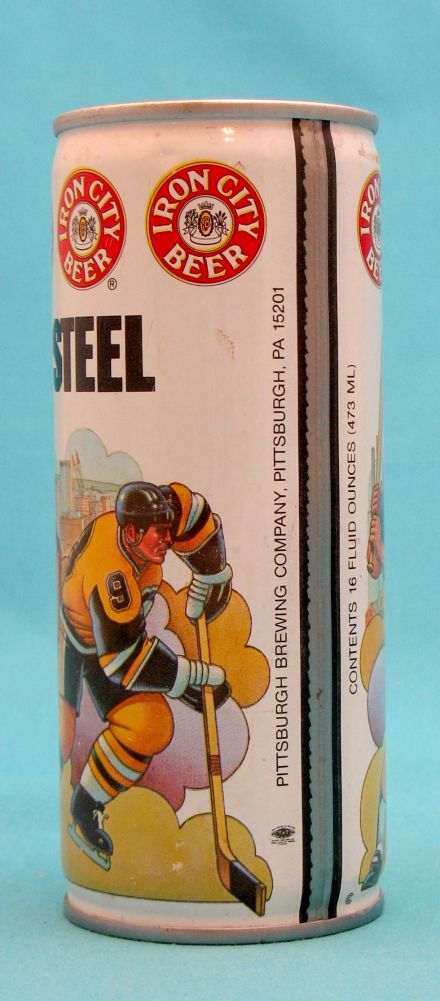 IRON CITY
BEER
®
IRON CITY
BEER
STEEL
9
PITTSBURGH BREWING COMPANY, PITTSBURGH, PA 15201
CONTENTS 16 FLUID OUNCES (473 ML)